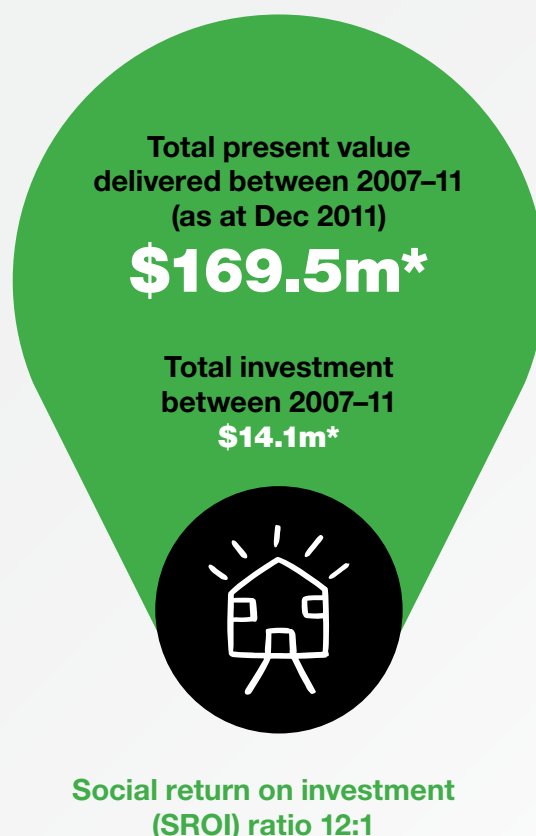 Total present value
delivered between 2007–11
(as at Dec 2011)
$169.5m*
Total investment
between 2007–11
$14.1m*
Social return on investment
(SROI) ratio 12:1